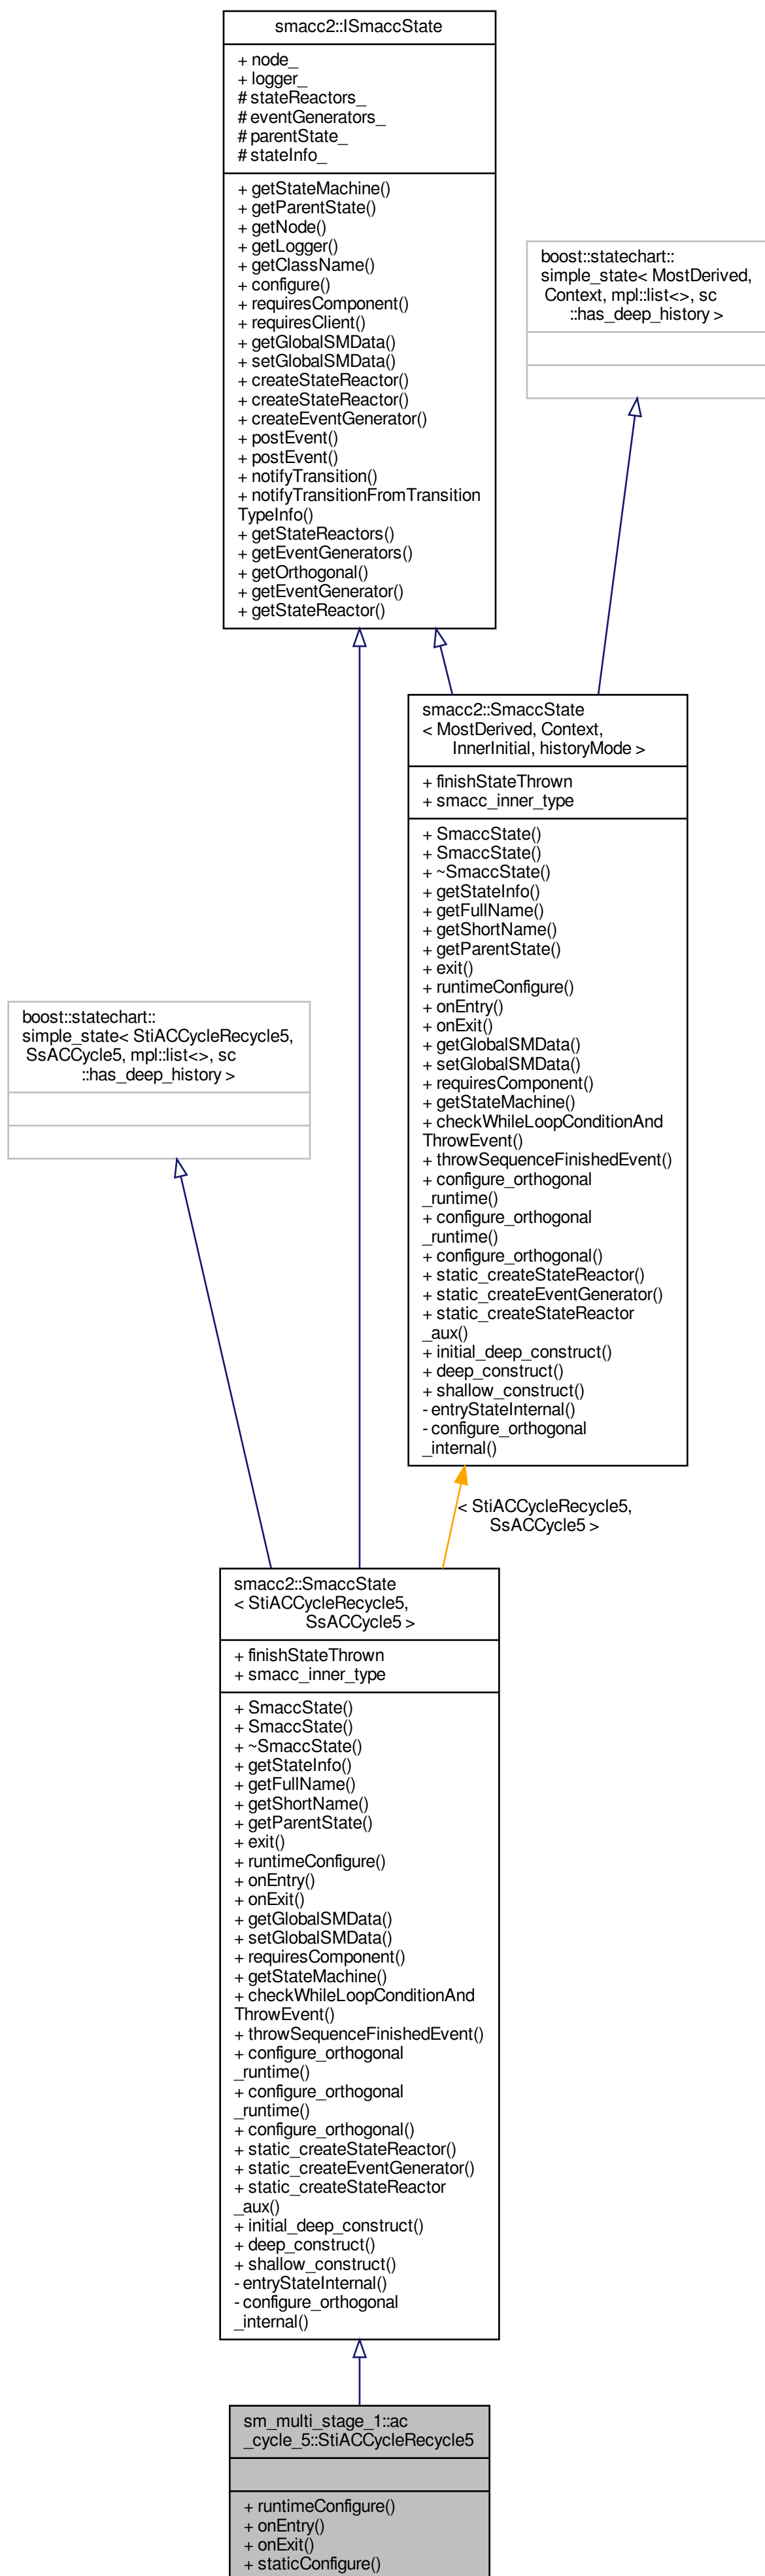 smacc2::ISmaccState
+ node_
+ logger_
# stateReactors_
# eventGenerators_
# parentState_
# stateInfo_
+ getStateMachine()
+ getParentState()
+ getNode()
+ getLogger()
+ getClassName()
+ configure()
+ requiresComponent()
+ requiresClient()
+ getGlobalSMData()
+ setGlobalSMData()
+ createStateReactor()
+ createStateReactor()
+ createEventGenerator()
+ postEvent()
+ postEvent()
+ notifyTransition()
+ notifyTransitionFromTransition
TypeInfo()
+ getStateReactors()
+ getEventGenerators()
+ getOrthogonal()
+ getEventGenerator()
+ getStateReactor()
boost::statechart::
simple_state< MostDerived,
Context, mpl::list<>, sc
::has_deep_history >
smacc2::SmaccState
< MostDerived, Context,
InnerInitial, historyMode >
+ finishStateThrown
+ smacc_inner_type
+ SmaccState()
+ SmaccState()
+ ~SmaccState()
+ getStateInfo()
+ getFullName()
+ getShortName()
+ getParentState()
+ exit()
+ runtimeConfigure()
+ onEntry()
+ onExit()
+ getGlobalSMData()
+ setGlobalSMData()
+ requiresComponent()
+ getStateMachine()
+ checkWhileLoopConditionAnd
ThrowEvent()
+ throwSequenceFinishedEvent()
+ configure_orthogonal
_runtime()
+ configure_orthogonal
_runtime()
+ configure_orthogonal()
+ static_createStateReactor()
+ static_createEventGenerator()
+ static_createStateReactor
_aux()
+ initial_deep_construct()
+ deep_construct()
+ shallow_construct()
- entryStateInternal()
- configure_orthogonal
_internal()
boost::statechart::
simple_state< StiACCycleRecycle5,
SsACCycle5, mpl::list<>, sc
::has_deep_history >
< StiACCycleRecycle5,
SsACCycle5 >
smacc2::SmaccState
< StiACCycleRecycle5,
SsACCycle5 >
+ finishStateThrown
+ smacc_inner_type
+ SmaccState()
+ SmaccState()
+ ~SmaccState()
+ getStateInfo()
+ getFullName()
+ getShortName()
+ getParentState()
+ exit()
+ runtimeConfigure()
+ onEntry()
+ onExit()
+ getGlobalSMData()
+ setGlobalSMData()
+ requiresComponent()
+ getStateMachine()
+ checkWhileLoopConditionAnd
ThrowEvent()
+ throwSequenceFinishedEvent()
+ configure_orthogonal
_runtime()
+ configure_orthogonal
_runtime()
+ configure_orthogonal()
+ static_createStateReactor()
+ static_createEventGenerator()
+ static_createStateReactor
_aux()
+ initial_deep_construct()
+ deep_construct()
+ shallow_construct()
- entryStateInternal()
- configure_orthogonal
_internal()
sm_multi_stage_1::ac
_cycle_5::StiACCycleRecycle5
+ runtimeConfigure()
+ onEntry()
+ onExit()
+ staticConfigure()